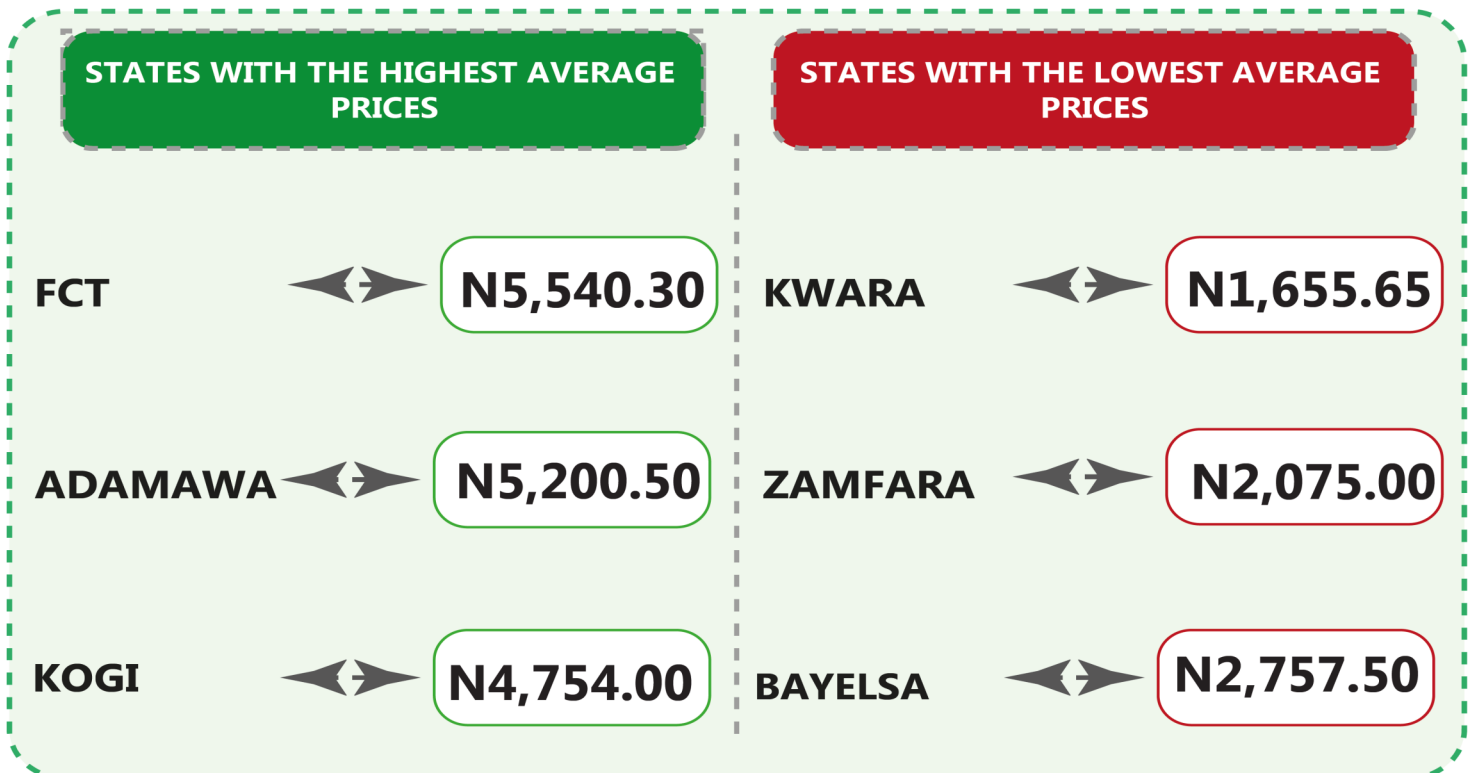 STATES WITH THE HIGHEST AVERAGE
PRICES
FCT N5,540.30
ADAMAWA N5,200.50
KOGI N4,754.00
STATES WITH THE LOWEST AVERAGE
PRICES
KWARA N1,655.65
ZAMFARA N2,075.00
BAYELSA N2,757.50